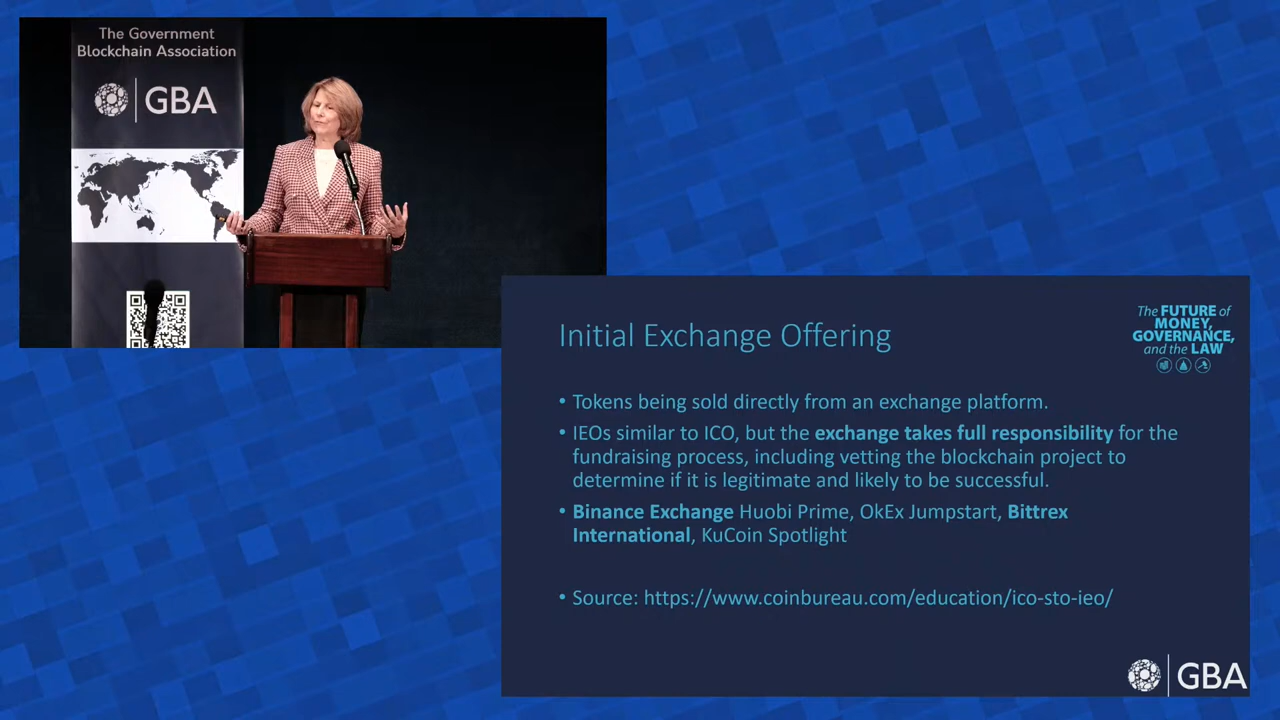 The Government
Blockchain Association
GBA
Initial Exchange Offering
The FUTURE of
MONEY,
GOVERNANCE,
and the LAW
• Tokens being sold directly from an exchange platform.
• IEOs similar to ICO, but the exchange takes full responsibility for the
fundraising process, including vetting the blockchain project to
determine if it is legitimate and likely to be successful.
• Binance Exchange Huobi Prime, OkEx Jumpstart, Bittrex
International, KuCoin Spotlight
• Source: https://www.coinbureau.com/education/ico-sto-ieo/
GBA